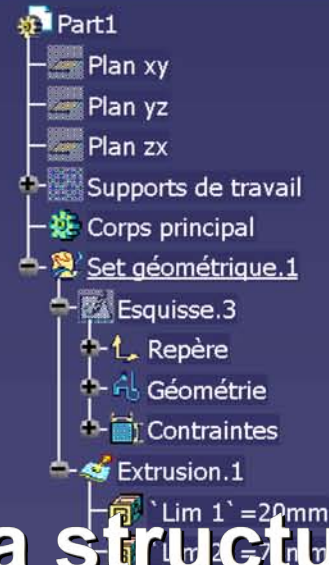 Part1
Plan xy
Plan yz
Plan zx
Supports de travail
Corps principal
Set géométrique.1
Esquisse.3
Repère
Géométrie
Contraintes
Extrusion.1
`Lim 1`=20mm
a structu